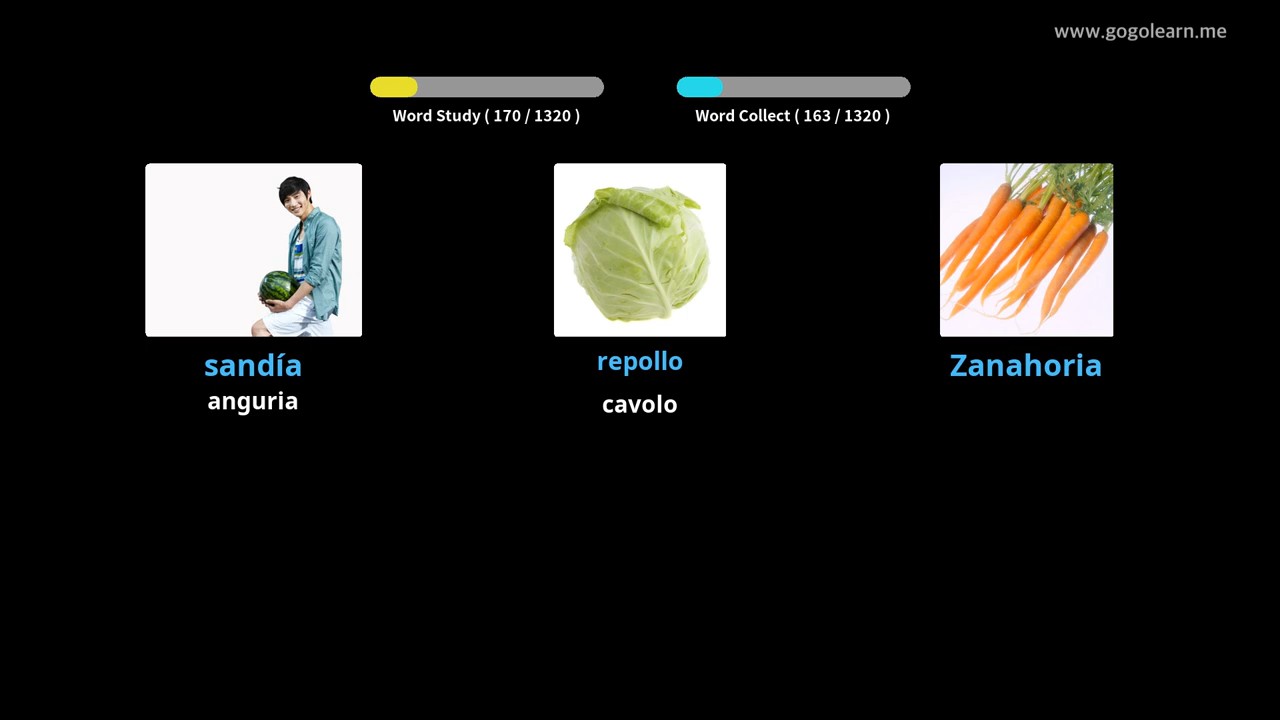 www.gogolearn.me
Word Study ( 170 / 1320 )
Word Collect ( 163 / 1320 )
sandía
anguria
repollo
cavolo
Zanahoria